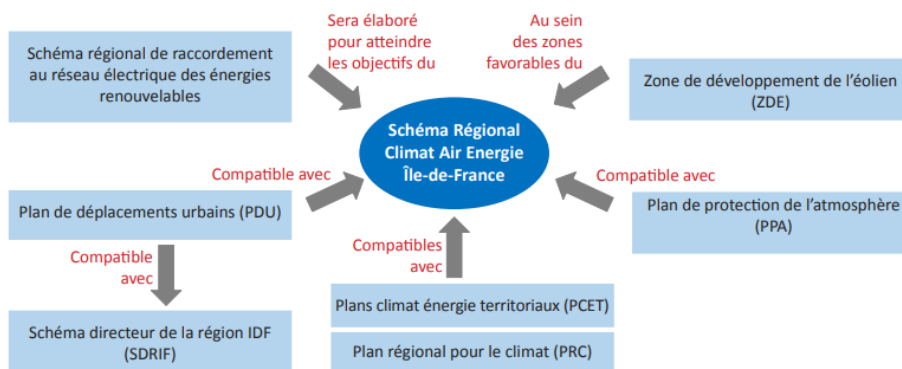 Schéma régional de raccordement
au réseau électrique des énergies
renouvelables
Sera élaboré
pour atteindre
les objectifs du
Au sein
des zones
favorables du
Zone de développement de l'éolien
(ZDE)
Schéma Régional
Climat Air Energie
Île-de-France
Compatible avec
Plan de déplacements urbains (PDU)
Compatible avec
Plan de protection de l'atmosphère
(PPA)
Compatible
avec
Compatibles
avec
Schéma directeur de la région IDF
(SDRIF)
Plans climat énergie territoriaux (PCET)
Plan régional pour le climat (PRC)